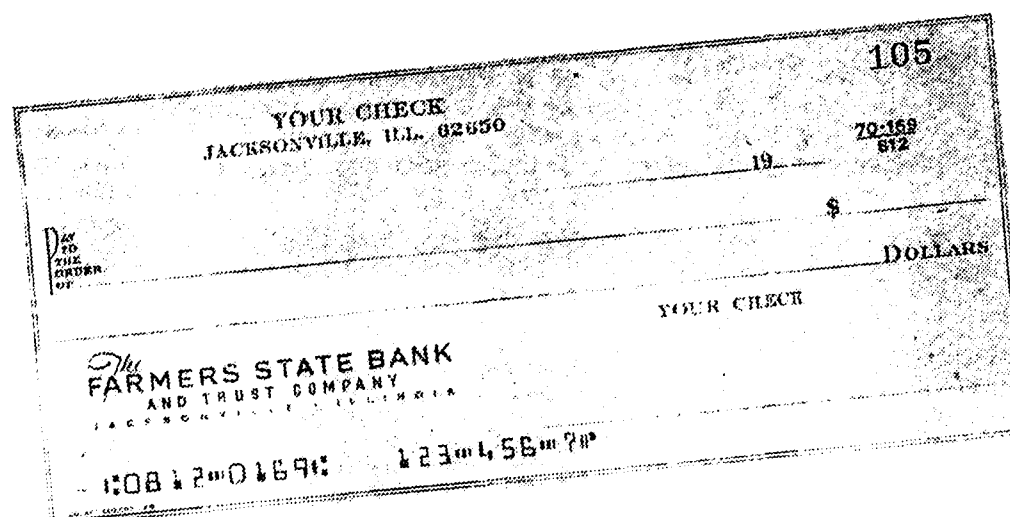 105
YOUR CHECK
JACKSONVILLE, ILL. 62650
70-169
812
19
PAY
TO
THE
ORDER
OF
$
DOLLARS
YOUR CHECK
The
FARMERS STATE BANK
AND TRUST COMPANY
JACKSONVILLE, ILLINOIS
⑆0812⑉0169⑆ 123⑉456⑉7⑈